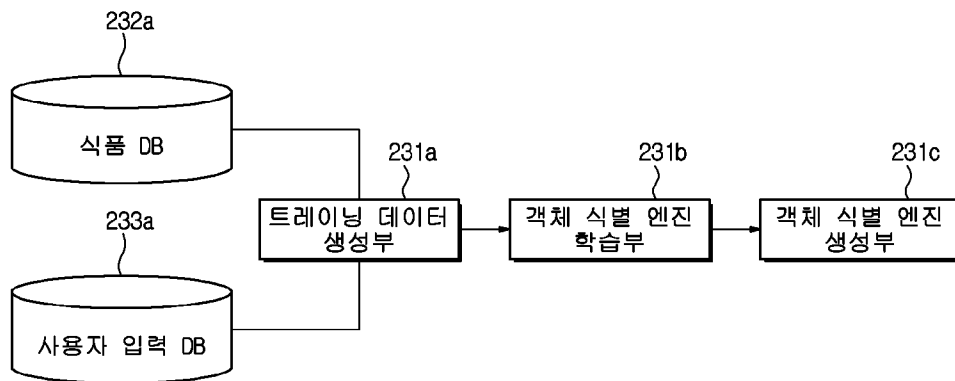 232a
식품 DB
233a
사용자 입력 DB
231a
트레이닝 데이터
생성부
231b
객체 식별 엔진
학습부
231c
객체 식별 엔진
생성부